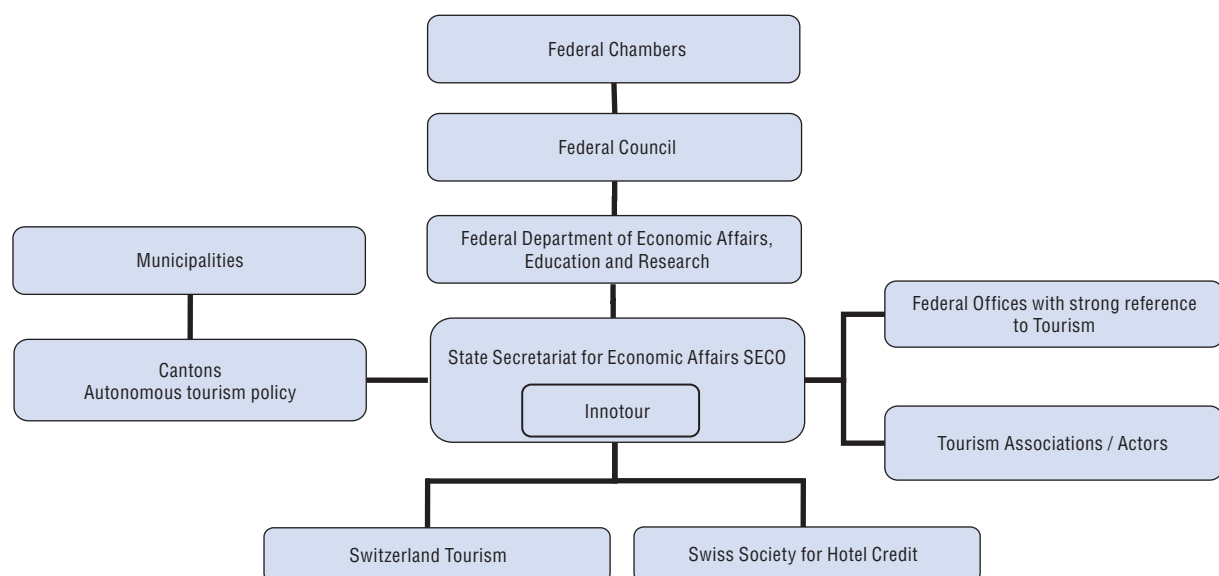 Federal Chambers
Federal Council
Federal Department of Economic Affairs,
Education and Research
Municipalities
Cantons
Autonomous tourism policy
State Secretariat for Economic Affairs SECO
Innotour
Federal Offices with strong reference
to Tourism
Tourism Associations / Actors
Switzerland Tourism
Swiss Society for Hotel Credit